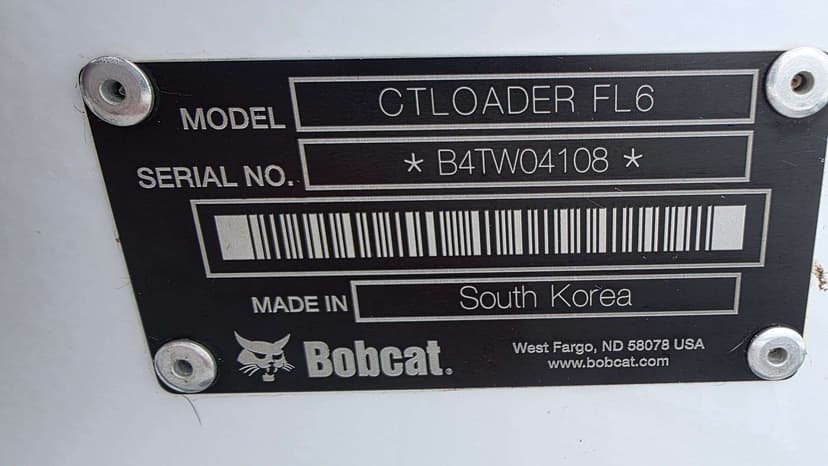 MODEL CTLOADER FL6
SERIAL NO. * B4TW04108 *
MADE IN South Korea
Bobcat.
West Fargo, ND 58078 USA
www.bobcat.com